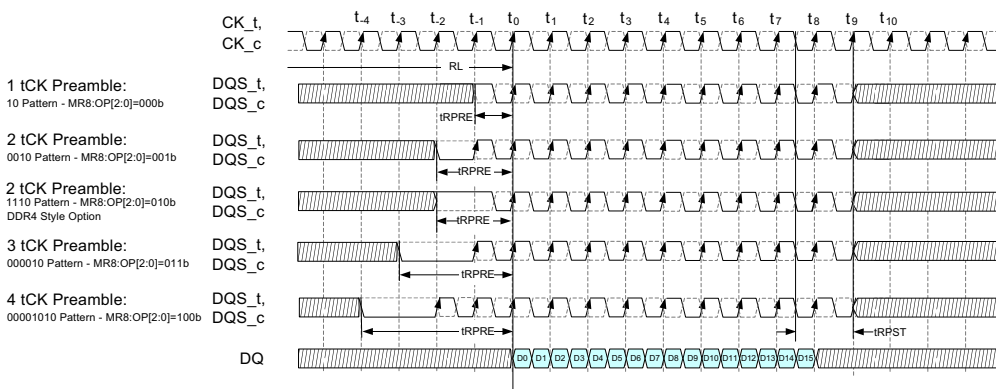 CK_t,
CK_c
t-4 t-3 t-2 t-1 t0 t1 t2 t3 t4 t5 t6 t7 t8 t9 t10
RL
1 tCK Preamble:
10 Pattern - MR8:OP[2:0]=000b
DQS_t,
DQS_c
tRPRE
2 tCK Preamble:
0010 Pattern - MR8:OP[2:0]=001b
DQS_t,
DQS_c
tRPRE
2 tCK Preamble:
1110 Pattern - MR8:OP[2:0]=010b
DDR4 Style Option
DQS_t,
DQS_c
tRPRE
3 tCK Preamble:
000010 Pattern - MR8:OP[2:0]=011b
DQS_t,
DQS_c
tRPRE
4 tCK Preamble:
00001010 Pattern - MR8:OP[2:0]=100b
DQS_t,
DQS_c
tRPRE
tRPST
DQ
D0 D1 D2 D3 D4 D5 D6 D7 D8 D9 D10 D11 D12 D13 D14 D15